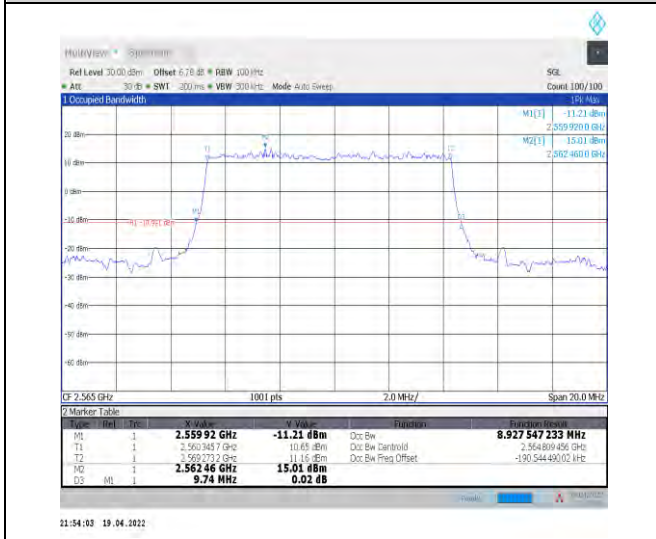 MultiView Spectrum
Ref Level 30.00 dBm Offset 6.78 dB RBW 100 kHz SGL
Att 30 dB SWT 200 ms VBW 300 kHz Mode Auto Sweep Count 100/100
1 Occupied Bandwidth 1Pk Max
M1[1] -11.21 dBm
2.559 920 0 GHz
M2[1] 15.01 dBm
2.562 460 0 GHz
20 dBm
10 dBm
0 dBm
-10 dBm
-20 dBm
-30 dBm
-40 dBm
-50 dBm
-60 dBm
T1
M2
T2
M1
D3
CF 2.565 GHz 1001 pts 2.0 MHz/ Span 20.0 MHz
2 Marker Table
Type Ref Trc X-Value Y-Value Function Function Result
M1 1 2.559 92 GHz -11.21 dBm Occ Bw 8.927 547 233 MHz
T1 1 2.560 345 7 GHz 10.65 dBm Occ Bw Centroid 2.564 809 456 GHz
T2 1 2.569 273 2 GHz 11.16 dBm Occ Bw Freq Offset -190.544 490 02 kHz
M2 1 2.562 46 GHz 15.01 dBm
D3 M1 1 9.74 MHz 0.02 dB
21:54:03 19.04.2022